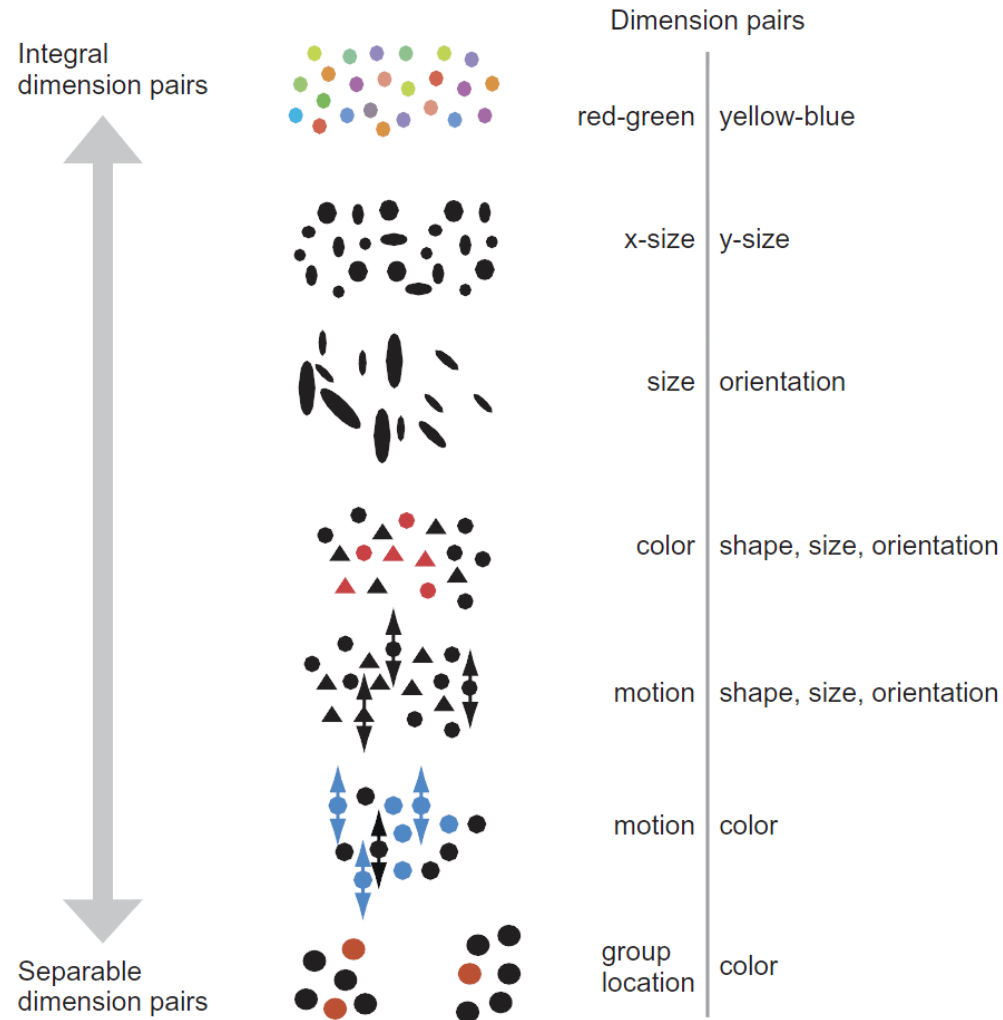 Dimension pairs
Integral
dimension pairs
red-green yellow-blue
x-size y-size
size orientation
color shape, size, orientation
motion shape, size, orientation
motion color
group
location color
Separable
dimension pairs